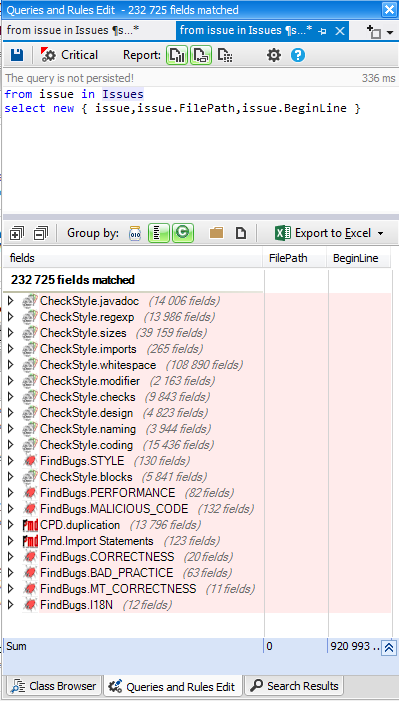 Queries and Rules Edit - 232 725 fields matched
from issue in Issues ¶s...* from issue in Issues ¶s...*
Critical Report:
The query is not persisted! 336 ms
from issue in Issues
select new { issue,issue.FilePath,issue.BeginLine }
Group by: Export to Excel
fields FilePath BeginLine
232 725 fields matched
CheckStyle.javadoc (14 006 fields)
CheckStyle.regexp (13 986 fields)
CheckStyle.sizes (39 159 fields)
CheckStyle.imports (265 fields)
CheckStyle.whitespace (108 890 fields)
CheckStyle.modifier (2 163 fields)
CheckStyle.checks (9 843 fields)
CheckStyle.design (4 823 fields)
CheckStyle.naming (3 944 fields)
CheckStyle.coding (15 436 fields)
FindBugs.STYLE (130 fields)
CheckStyle.blocks (5 841 fields)
FindBugs.PERFORMANCE (82 fields)
FindBugs.MALICIOUS_CODE (132 fields)
CPD.duplication (13 796 fields)
Pmd.Import Statements (123 fields)
FindBugs.CORRECTNESS (20 fields)
FindBugs.BAD_PRACTICE (63 fields)
FindBugs.MT_CORRECTNESS (11 fields)
FindBugs.I18N (12 fields)
Sum 0 920 993 ..
Class Browser Queries and Rules Edit Search Results